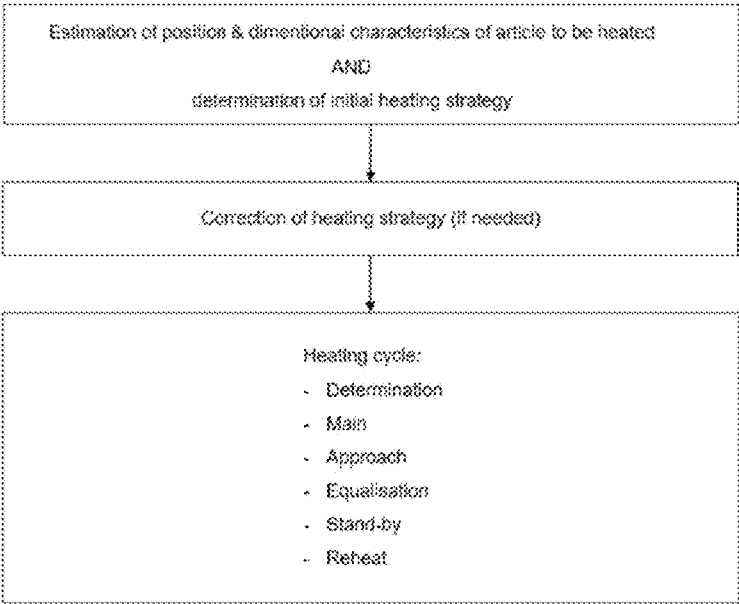 Estimation of position & dimentional characteristics of article to be heated
AND
determination of initial heating strategy
Correction of heating strategy (if needed)
Heating cycle:
- Determination
- Main
- Approach
- Equalisation
- Stand-by
- Reheat